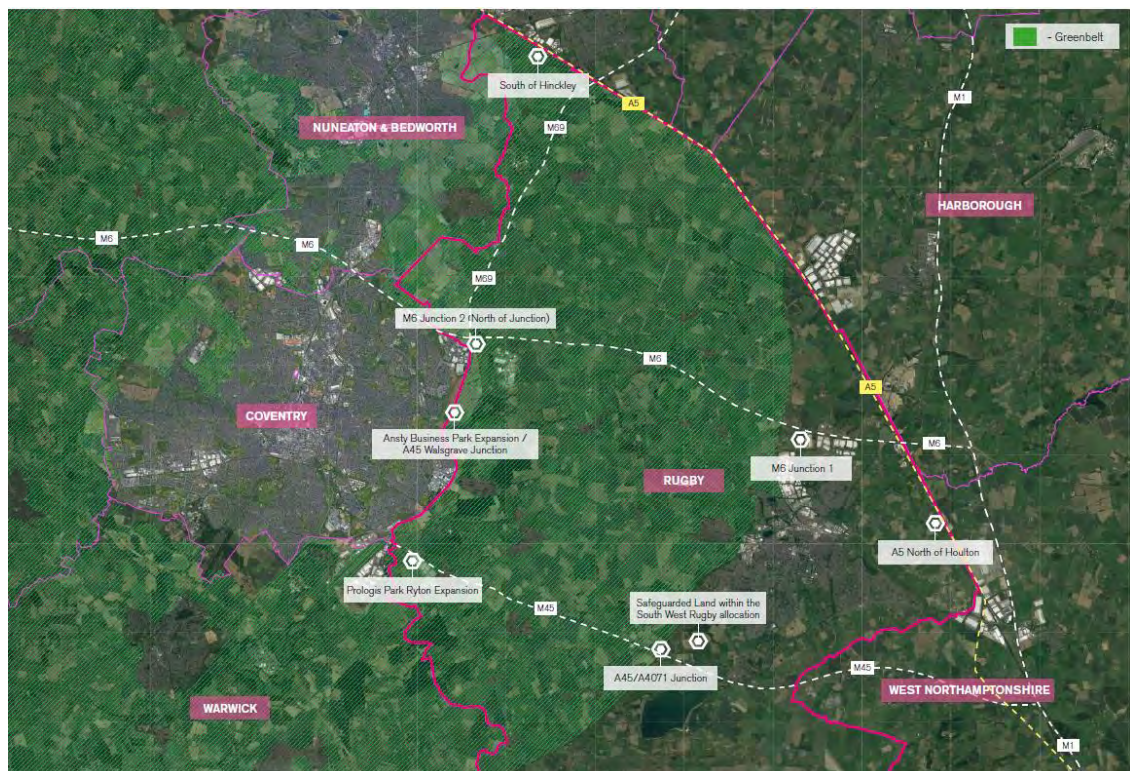 - Greenbelt
South of Hinckley
A5
M1
NUNEATON & BEDWORTH
M69
HARBOROUGH
M6
M6
M69
M6 Junction 2 (North of Junction)
M6
A5
COVENTRY
Ansty Business Park Expansion /
A45 Walsgrave Junction
M6
M6 Junction 1
RUGBY
A5 North of Houlton
Prologis Park Ryton Expansion
M45
Safeguarded Land within the
South West Rugby allocation
A45/A4071 Junction
M45
WEST NORTHAMPTONSHIRE
WARWICK
M1